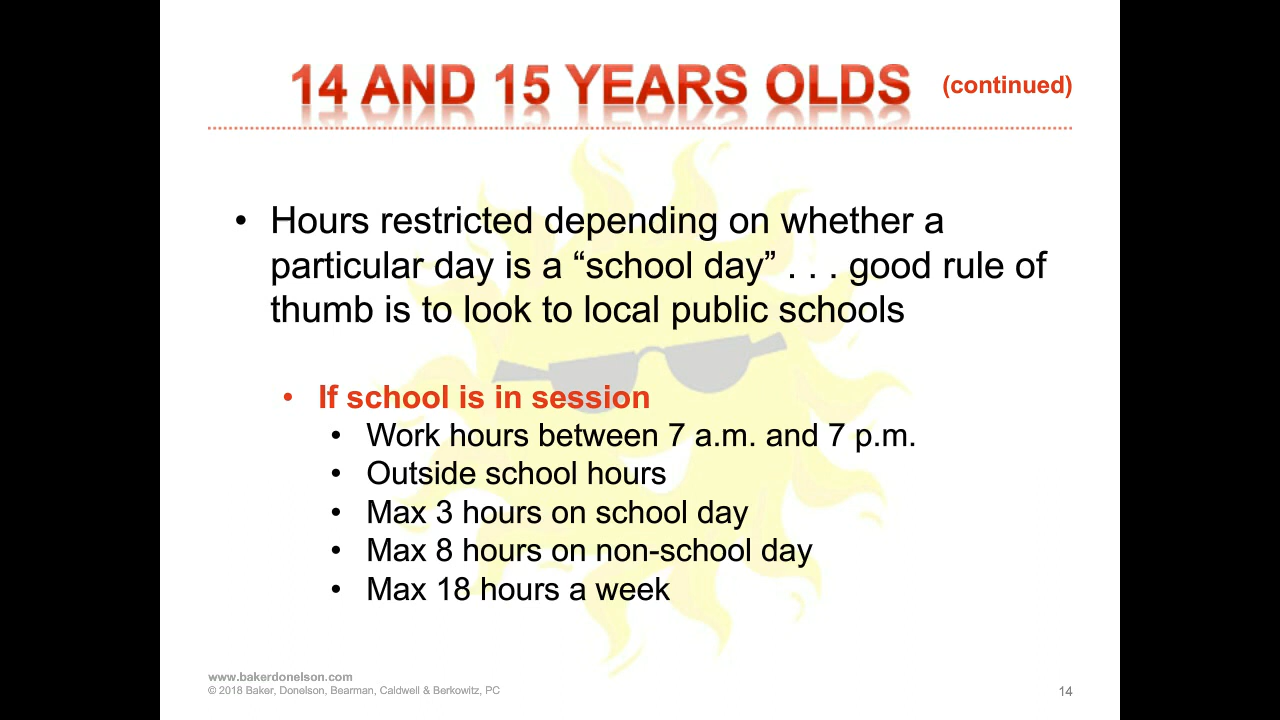 14 AND 15 YEARS OLDS (continued)
• Hours restricted depending on whether a
particular day is a “school day” . . . good rule of
thumb is to look to local public schools
• If school is in session
• Work hours between 7 a.m. and 7 p.m.
• Outside school hours
• Max 3 hours on school day
• Max 8 hours on non-school day
• Max 18 hours a week
www.bakerdonelson.com
© 2018 Baker, Donelson, Bearman, Caldwell & Berkowitz, PC
14